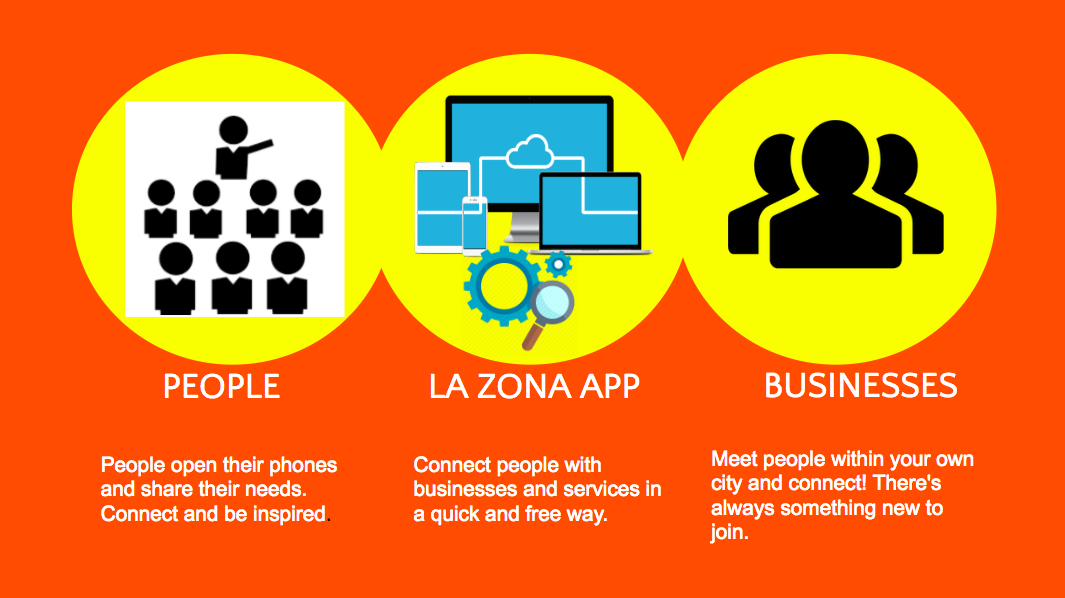 PEOPLE
LA ZONA APP
BUSINESSES
People open their phones
and share their needs.
Connect and be inspired.
Connect people with
businesses and services in
a quick and free way.
Meet people within your own
city and connect! There's
always something new to
join.